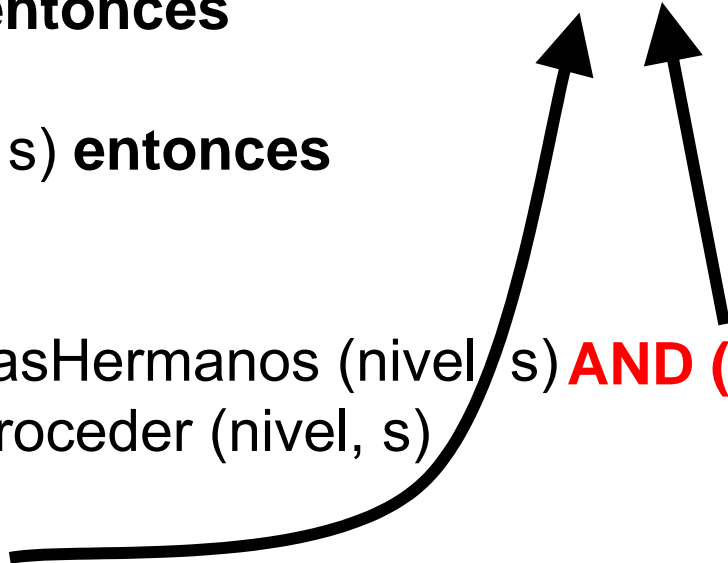 entonces
s) entonces
asHermanos (nivel, s) AND (
roceder (nivel, s)